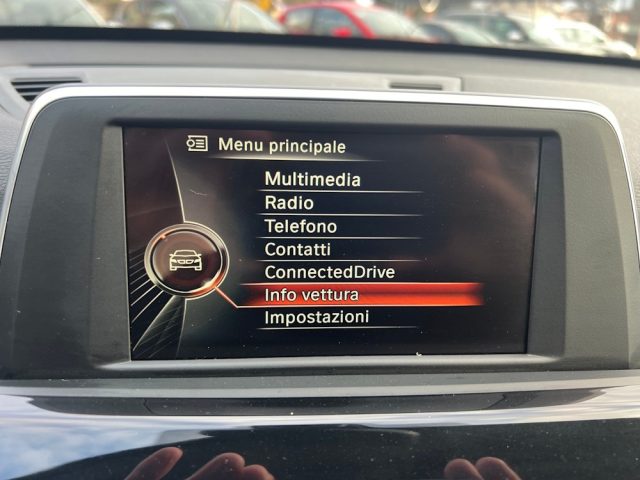 Menu principale
Multimedia
Radio
Telefono
Contatti
ConnectedDrive
Info vettura
Impostazioni